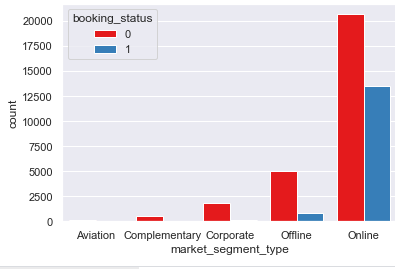 booking_status
0
1
20000
17500
15000
12500
10000
7500
5000
2500
0
count
Aviation Complementary Corporate Offline Online
market_segment_type